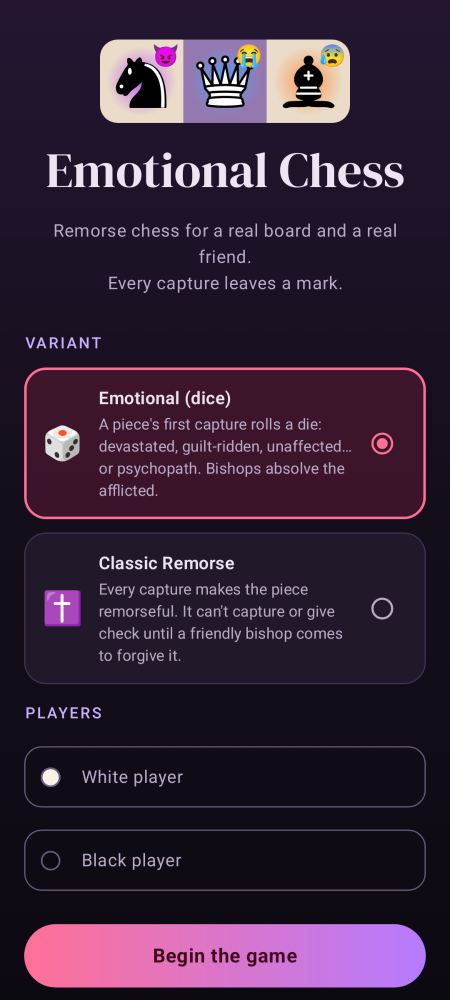 Emotional Chess
Remorse chess for a real board and a real
friend.
Every capture leaves a mark.
VARIANT
Emotional (dice)
A piece's first capture rolls a die:
devastated, guilt-ridden, unaffected…
or psychopath. Bishops absolve the
afflicted.
Classic Remorse
Every capture makes the piece
remorseful. It can't capture or give
check until a friendly bishop comes
to forgive it.
PLAYERS
White player
Black player
Begin the game